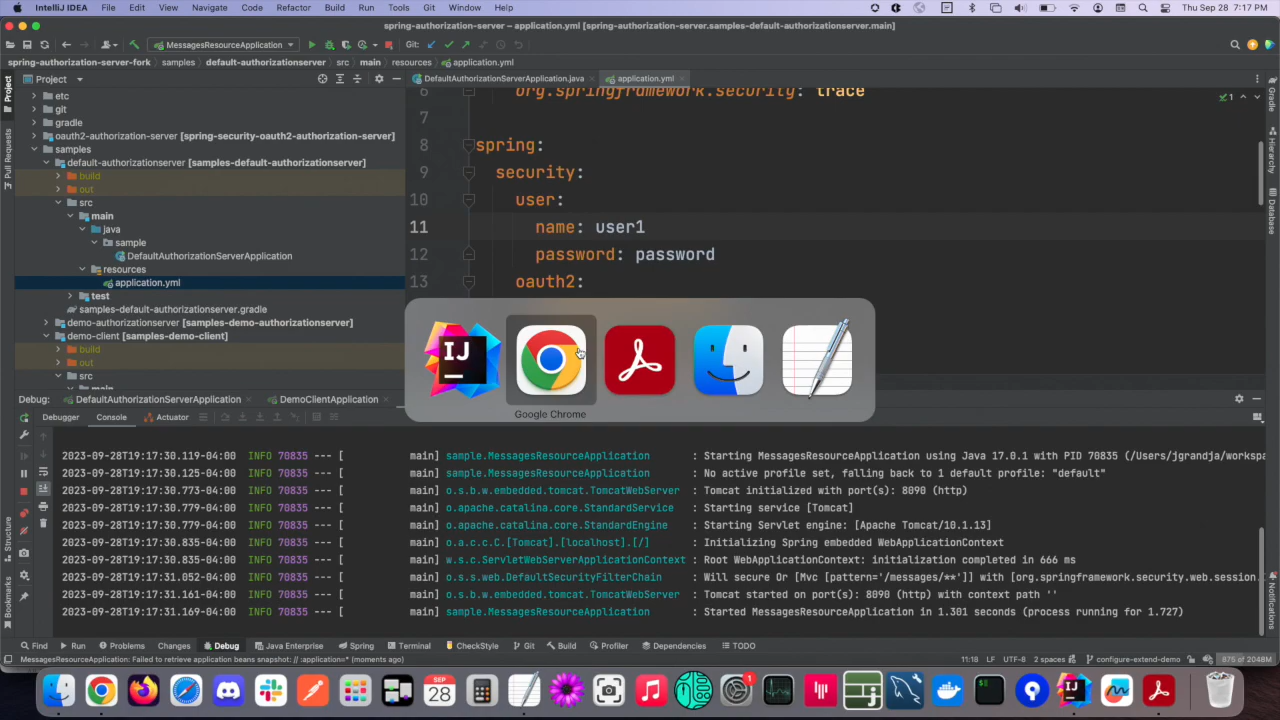 IntelliJ IDEA File Edit View Navigate Code Refactor Build Run Tools Git Window Help Thu Sep 28 7:17 PM
spring-authorization-server – application.yml [spring-authorization-server.samples-default-authorizationserver.main]
MessagesResourceApplication Git:
spring-authorization-server-fork samples default-authorizationserver src main resources application.yml
Project DefaultAuthorizationServerApplication.java application.yml
Project
Pull Requests
etc
git
gradle
oauth2-authorization-server [spring-security-oauth2-authorization-server]
samples
default-authorizationserver [samples-default-authorizationserver]
build
out
src
main
java
sample
DefaultAuthorizationServerApplication
resources
application.yml
test
samples-default-authorizationserver.gradle
demo-authorizationserver [samples-demo-authorizationserver]
demo-client [samples-demo-client]
build
out
src
main
6 org.springframework.security: trace
7
8 spring:
9 security:
10 user:
11 name: user1
12 password: password
13 oauth2:
1
Gradle
Hierarchy
Database
Notifications
IJ
Google Chrome
Debug: DefaultAuthorizationServerApplication DemoClientApplication
Debugger Console Actuator
2023-09-28T19:17:30.119-04:00 INFO 70835 --- [ main] sample.MessagesResourceApplication : Starting MessagesResourceApplication using Java 17.0.1 with PID 70835 (/Users/jgrandja/workspa
2023-09-28T19:17:30.125-04:00 INFO 70835 --- [ main] sample.MessagesResourceApplication : No active profile set, falling back to 1 default profile: "default"
2023-09-28T19:17:30.773-04:00 INFO 70835 --- [ main] o.s.b.w.embedded.tomcat.TomcatWebServer : Tomcat initialized with port(s): 8090 (http)
2023-09-28T19:17:30.779-04:00 INFO 70835 --- [ main] o.apache.catalina.core.StandardService : Starting service [Tomcat]
2023-09-28T19:17:30.779-04:00 INFO 70835 --- [ main] o.apache.catalina.core.StandardEngine : Starting Servlet engine: [Apache Tomcat/10.1.13]
2023-09-28T19:17:30.835-04:00 INFO 70835 --- [ main] o.a.c.c.C.[Tomcat].[localhost].[/] : Initializing Spring embedded WebApplicationContext
2023-09-28T19:17:30.835-04:00 INFO 70835 --- [ main] w.s.c.ServletWebServerApplicationContext : Root WebApplicationContext: initialization completed in 666 ms
2023-09-28T19:17:31.052-04:00 INFO 70835 --- [ main] o.s.s.web.DefaultSecurityFilterChain : Will secure Or [Mvc [pattern='/messages/**']] with [org.springframework.security.web.session.
2023-09-28T19:17:31.161-04:00 INFO 70835 --- [ main] o.s.b.w.embedded.tomcat.TomcatWebServer : Tomcat started on port(s): 8090 (http) with context path ''
2023-09-28T19:17:31.169-04:00 INFO 70835 --- [ main] sample.MessagesResourceApplication : Started MessagesResourceApplication in 1.301 seconds (process running for 1.727)
Structure
Bookmarks
Find Run Problems Changes Debug Java Enterprise Spring Terminal CheckStyle Git Build Profiler Dependencies TODO
MessagesResourceApplication: Failed to retrieve application beans snapshot: // :application=* (moments ago) 11:18 LF UTF-8 2 spaces configure-extend-demo 875 of 2048M
SEP
28
1